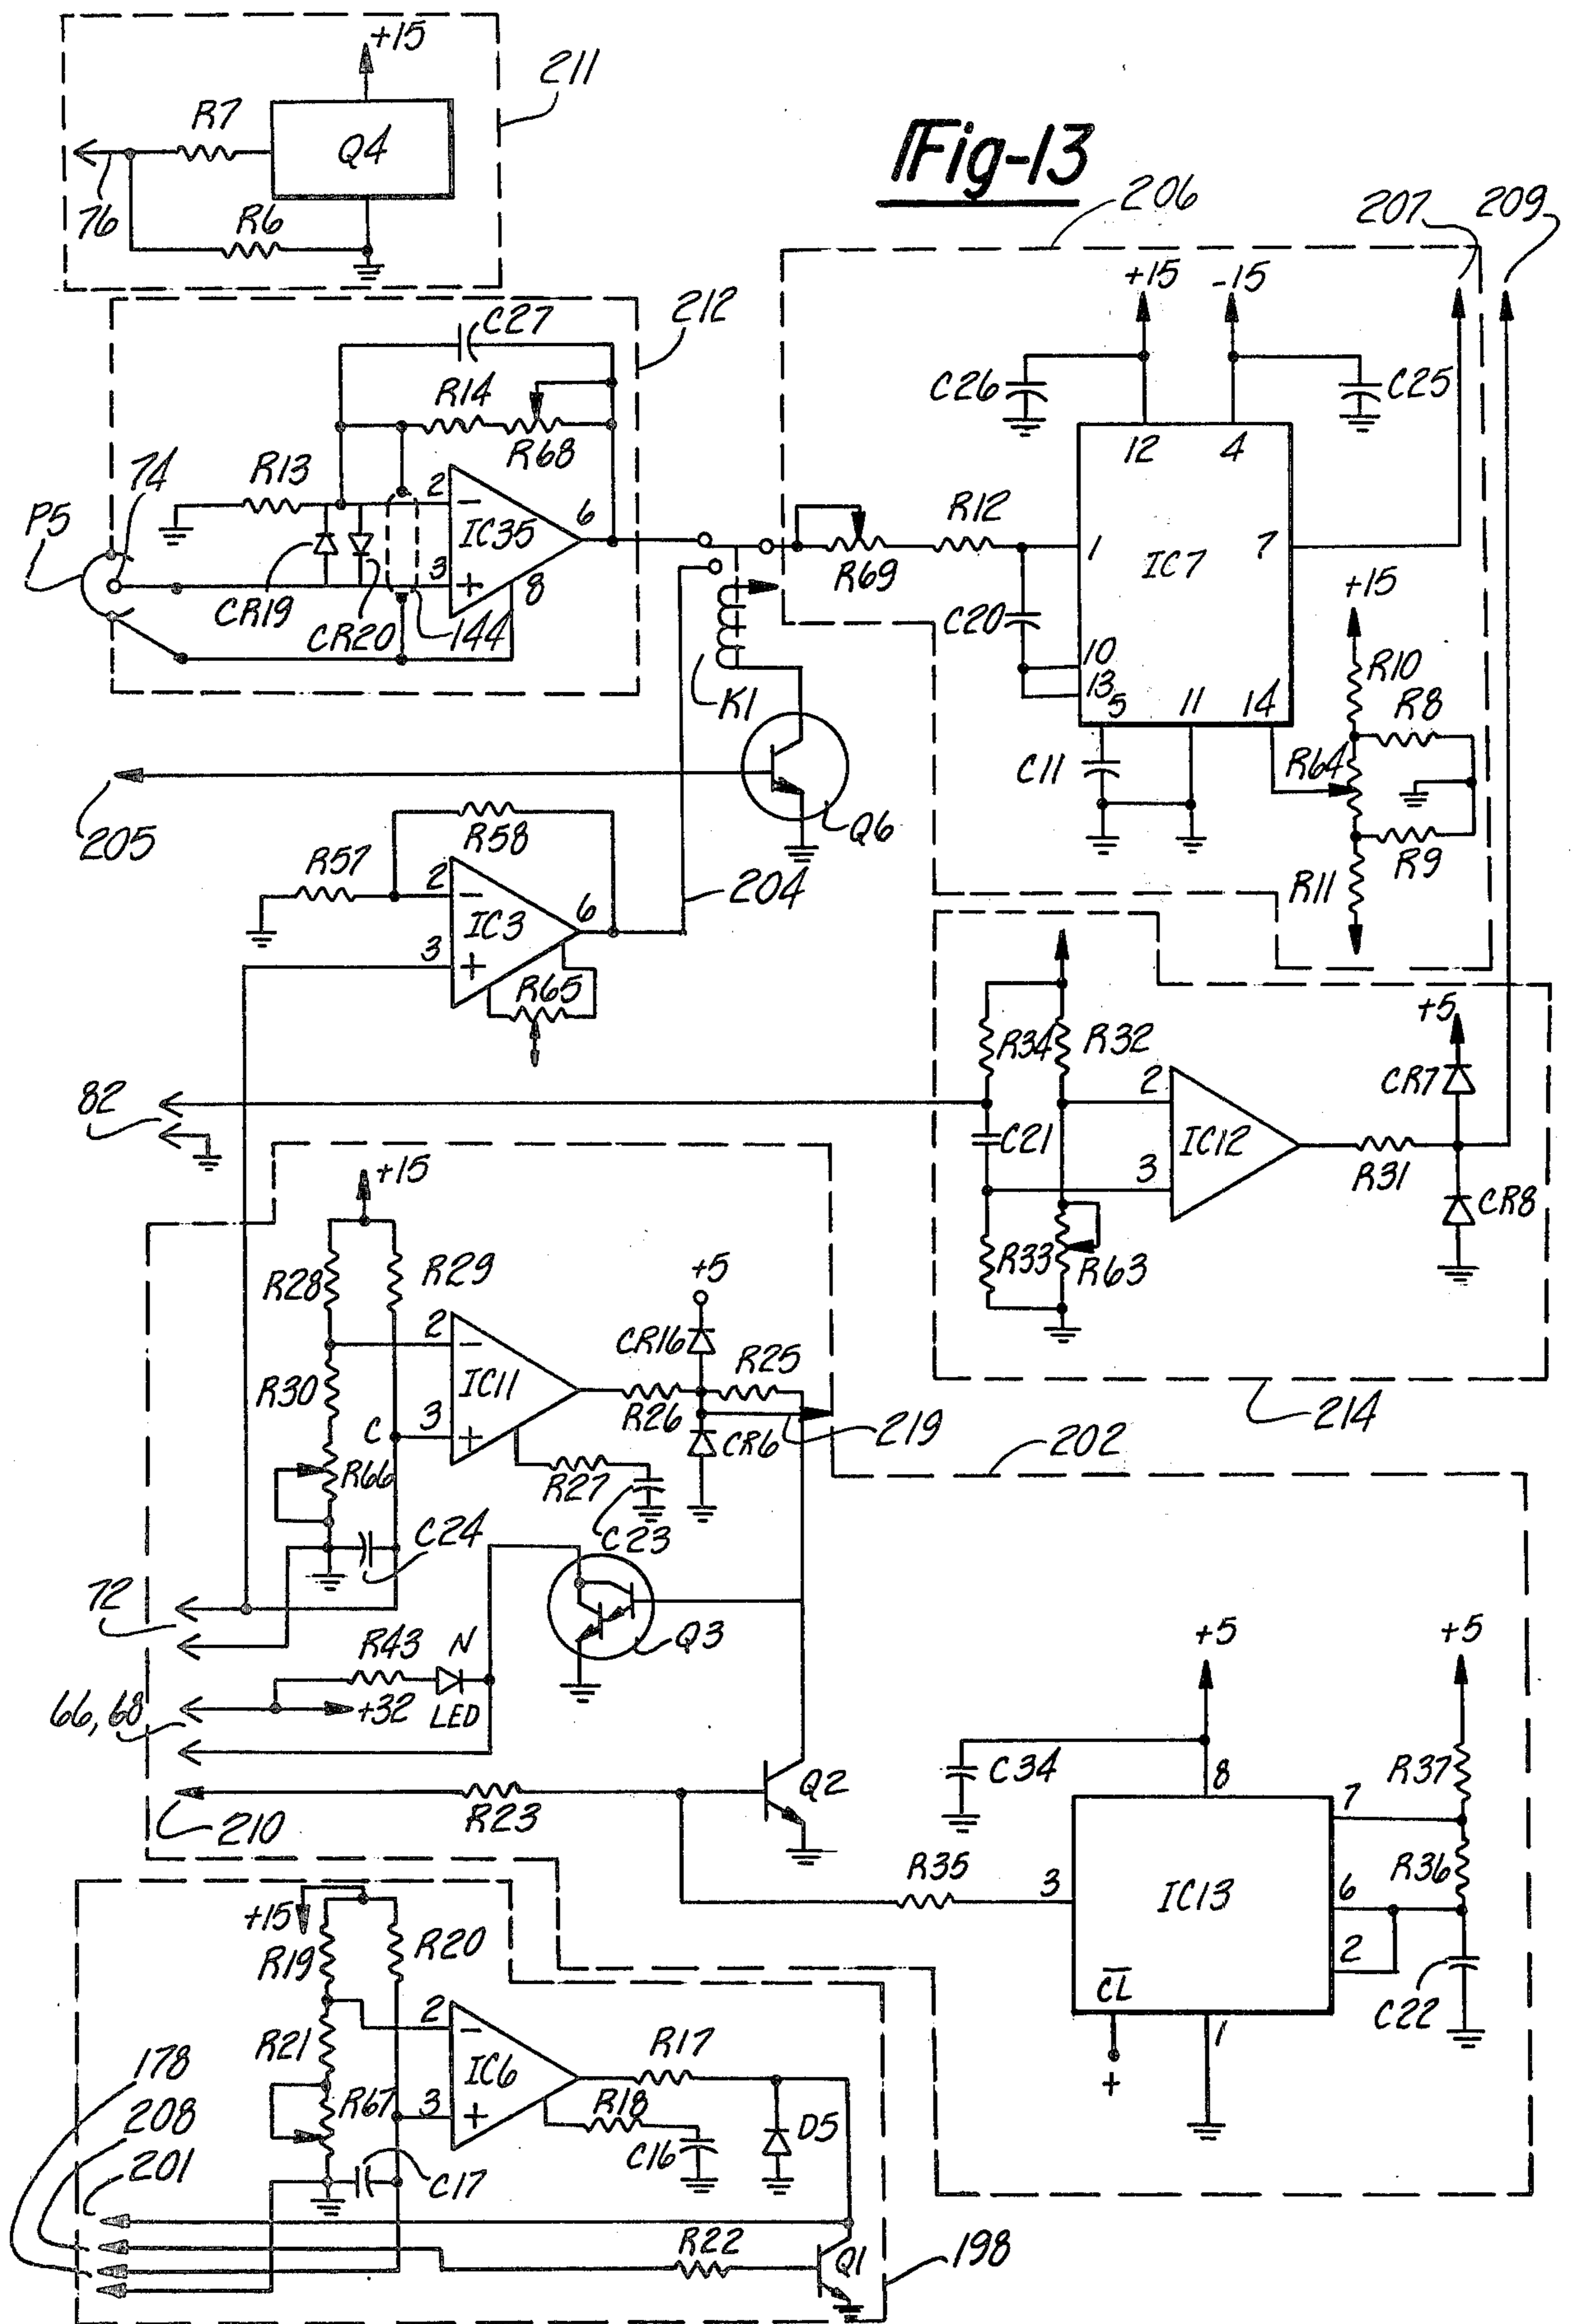 Fig-13
+15
211
R7
Q4
76
R6
206
207
209
212
C27
+15
-15
R14
C26
C25
R68
12
4
74
R13
2
P5
IC35
6
R12
1
7
IC7
3
8
R69
+15
CR19
CR20
144
C20
10
13
R10
K1
5
11
14
R8
C11
R64
205
R58
Q6
R57
R9
2
204
R11
IC3
6
3
R65
+5
R34
R32
CR7
82
2
C21
IC12
+15
3
R31
CR8
R28
R29
R33
R63
+5
2
CR16
R25
IC11
R30
C
3
R26
219
214
R66
CR6
202
R27
C24
C23
72
R43
N
Q3
+5
+5
66, 68
+32
LED
C34
8
R37
Q2
7
210
R23
R35
R36
3
IC13
6
+15
R20
2
R19
CL
C22
2
R21
R17
1
178
IC6
+
208
R67
3
R18
D5
201
C16
C17
R22
198
Q1